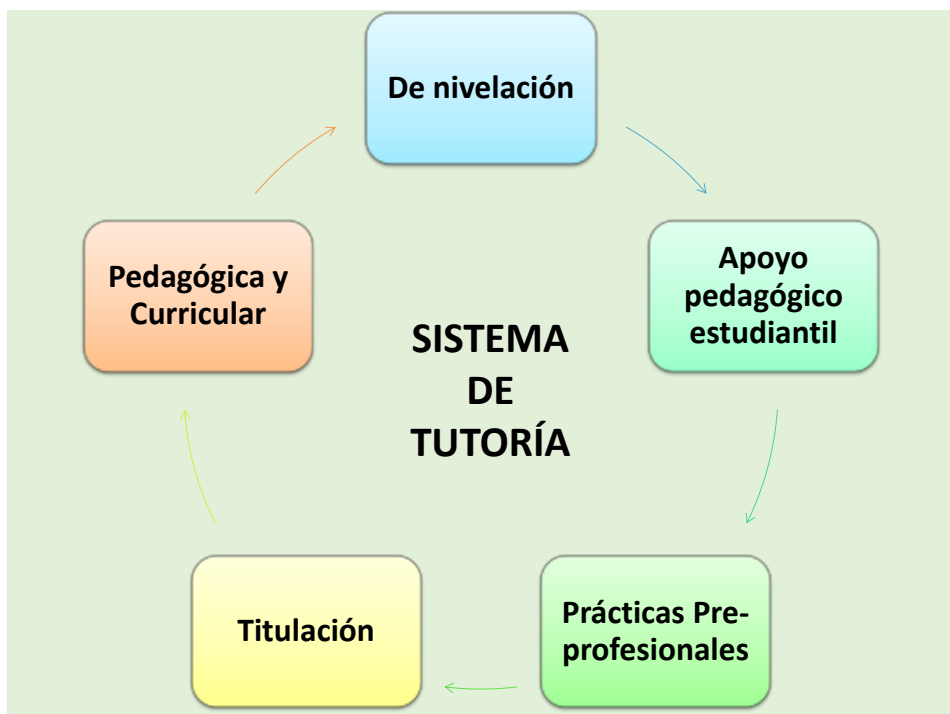 De nivelación
Apoyo
pedagógico
estudiantil
Prácticas Pre-
profesionales
Titulación
Pedagógica y
Curricular
SISTEMA
DE
TUTORÍA